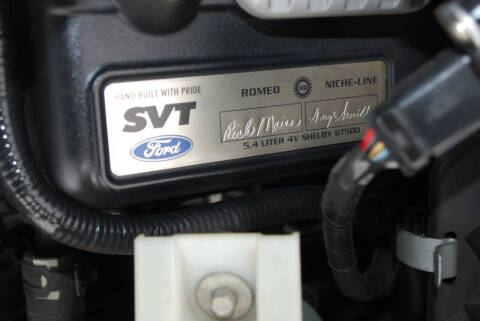 HAND BUILT WITH PRIDE
ROMEO NICHE-LINE
SVT
Ford
5.4 LITER 4V SHELBY GT500